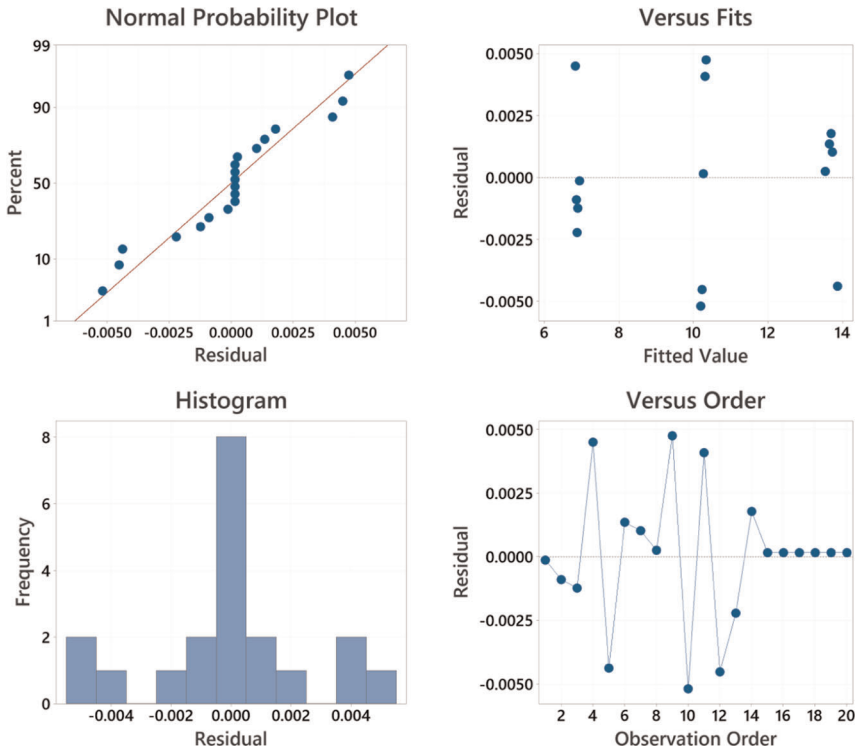 Normal Probability Plot
99
90
50
10
1
Percent
-0.0050 -0.0025 0.0000 0.0025 0.0050
Residual
Versus Fits
0.0050
0.0025
0.0000
-0.0025
-0.0050
Residual
6 8 10 12 14
Fitted Value
Histogram
8
6
4
2
0
Frequency
-0.004 -0.002 0.000 0.002 0.004
Residual
Versus Order
0.0050
0.0025
0.0000
-0.0025
-0.0050
Residual
2 4 6 8 10 12 14 16 18 20
Observation Order